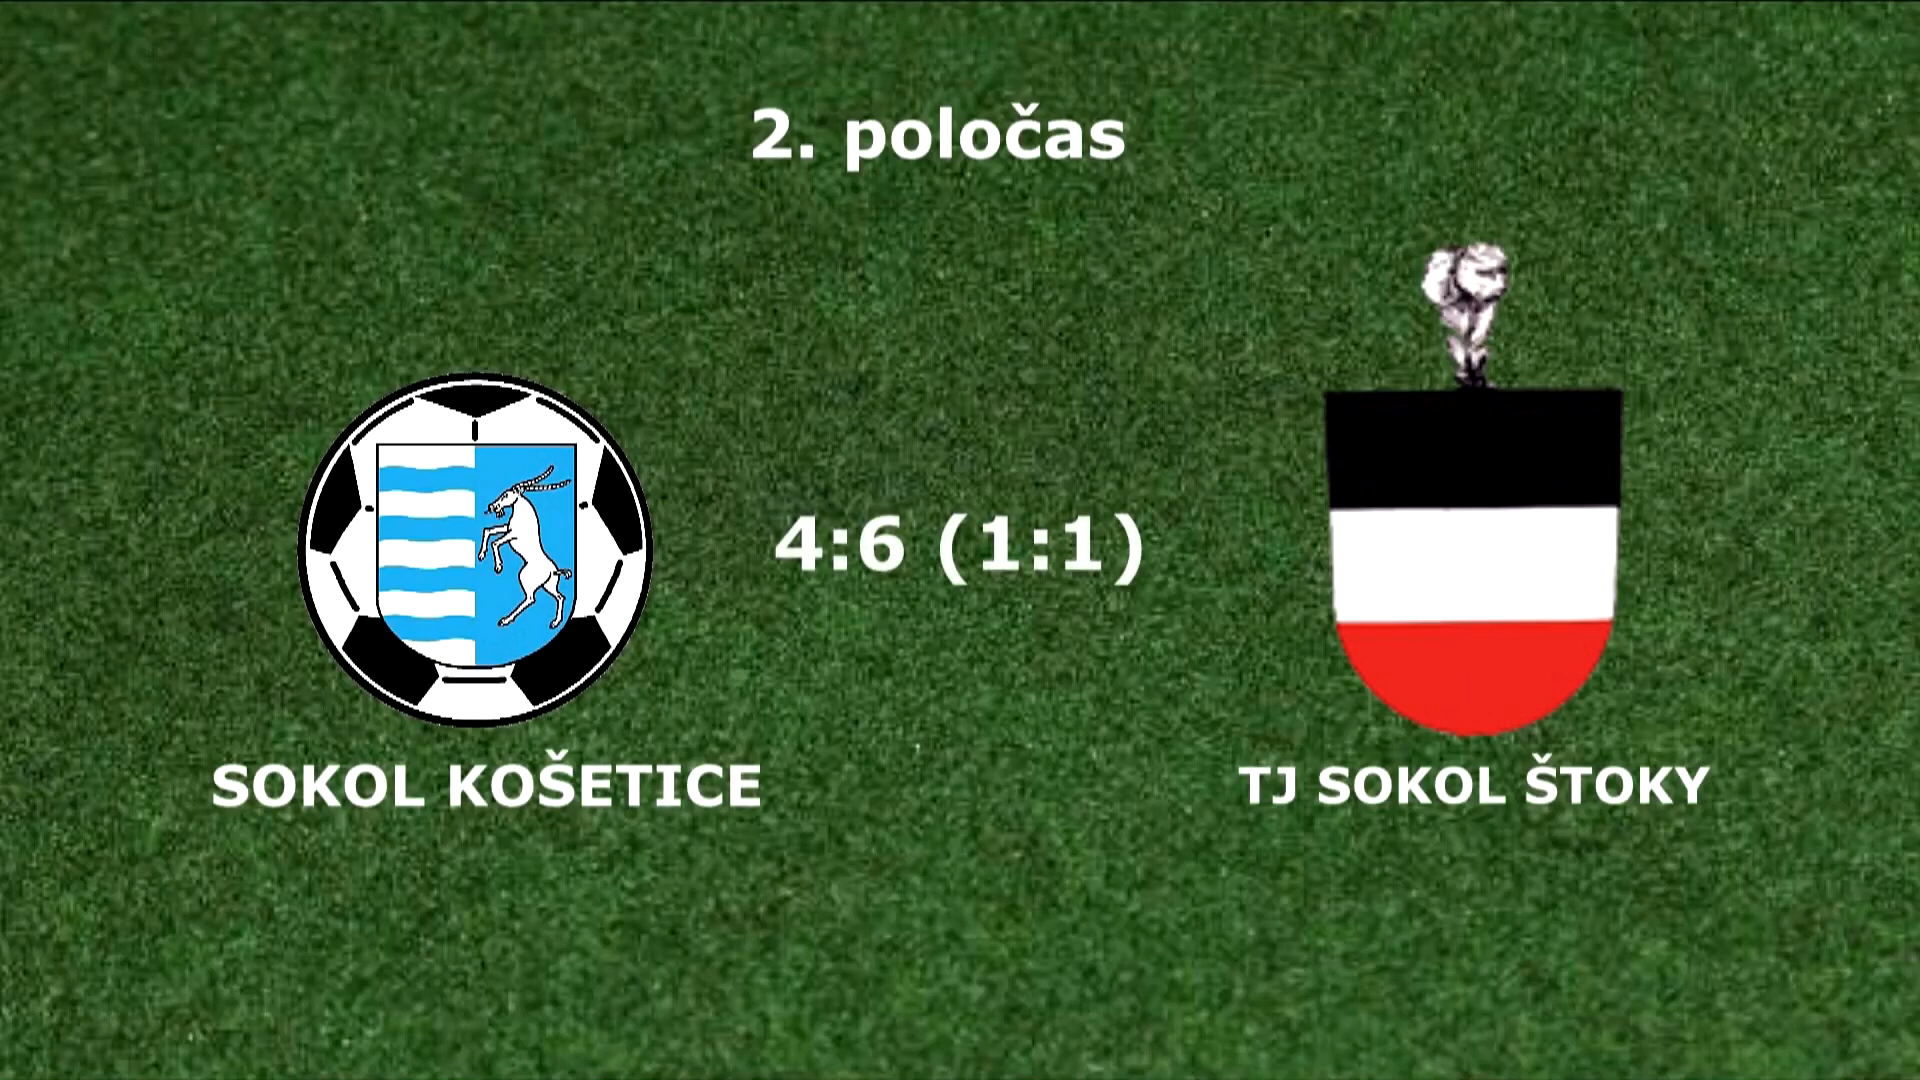 2. poločas
4:6 (1:1)
SOKOL KOŠETICE
TJ SOKOL ŠTOKY